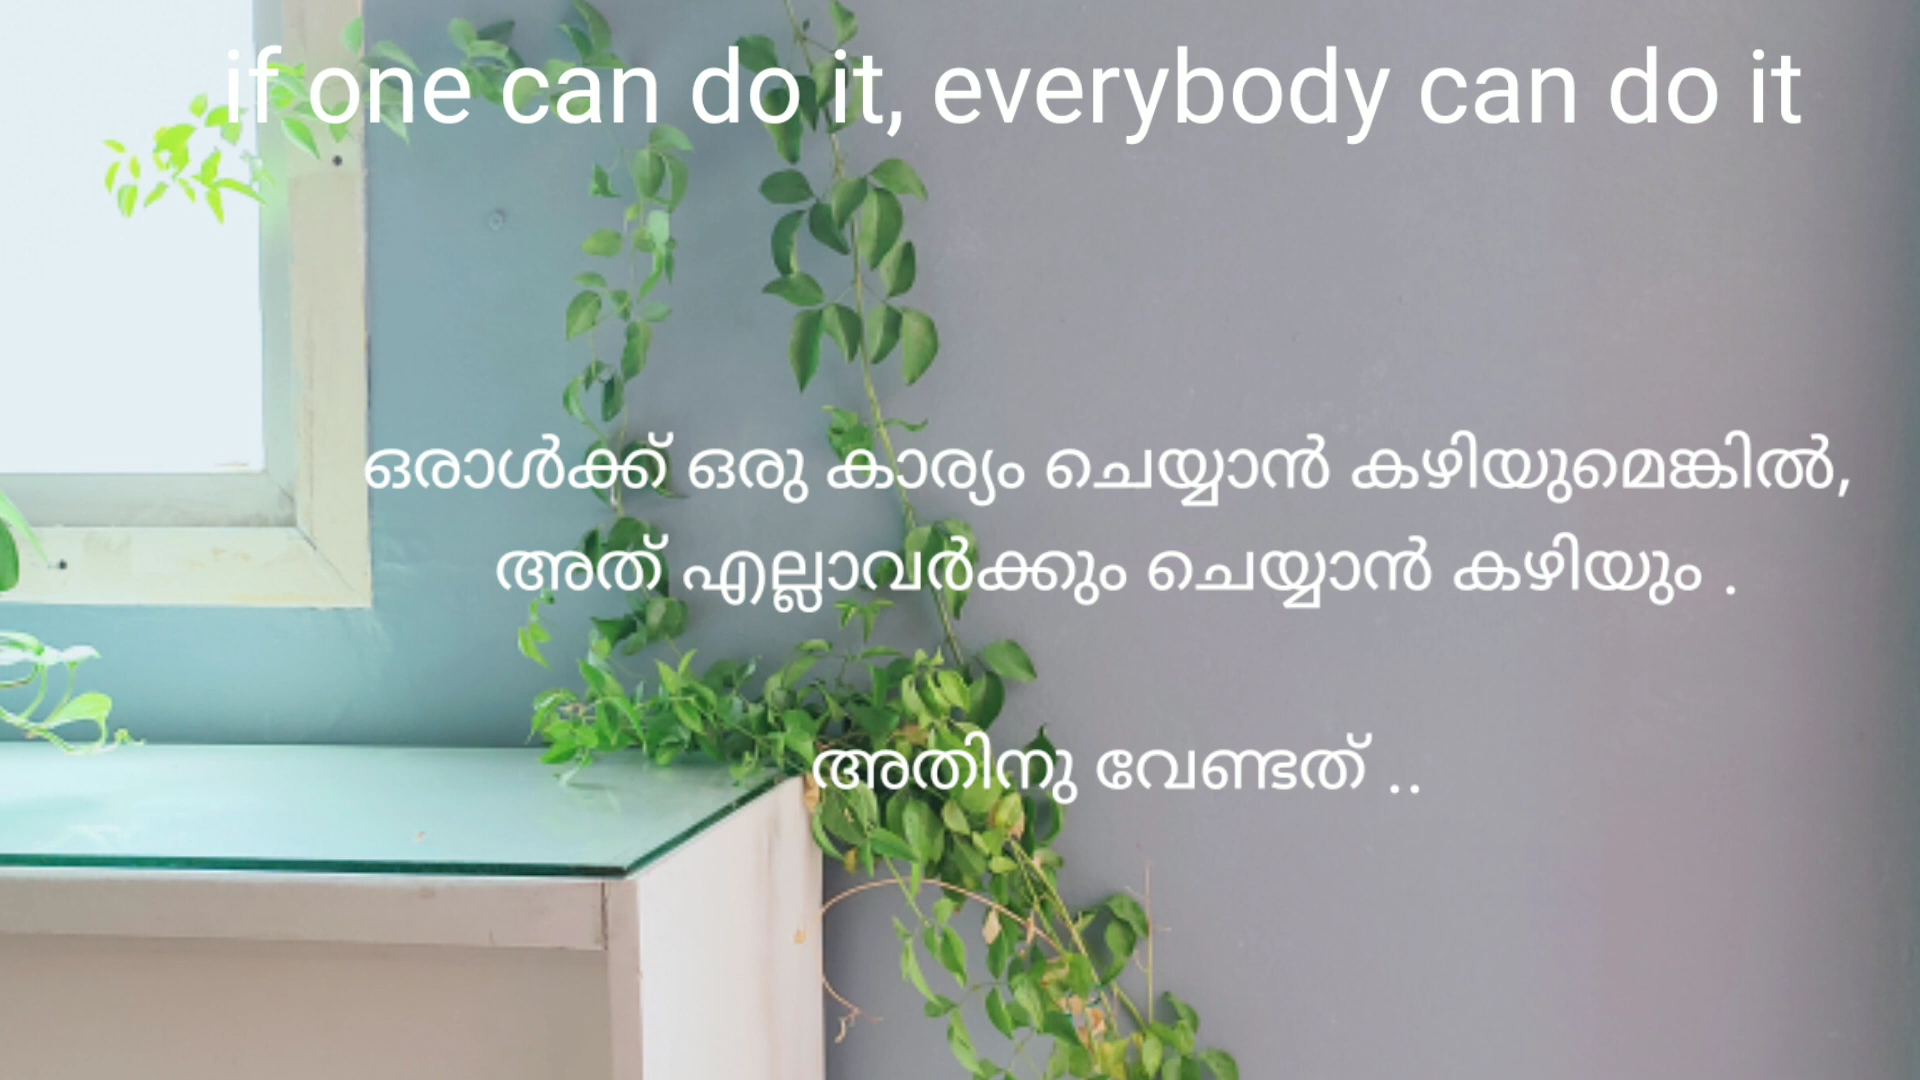 if one can do it, everybody can do it
ഒരാൾക്ക് ഒരു കാര്യം ചെയ്യാൻ കഴിയുമെങ്കിൽ,
അത് എല്ലാവർക്കും ചെയ്യാൻ കഴിയും .
അതിനു വേണ്ടത് ..